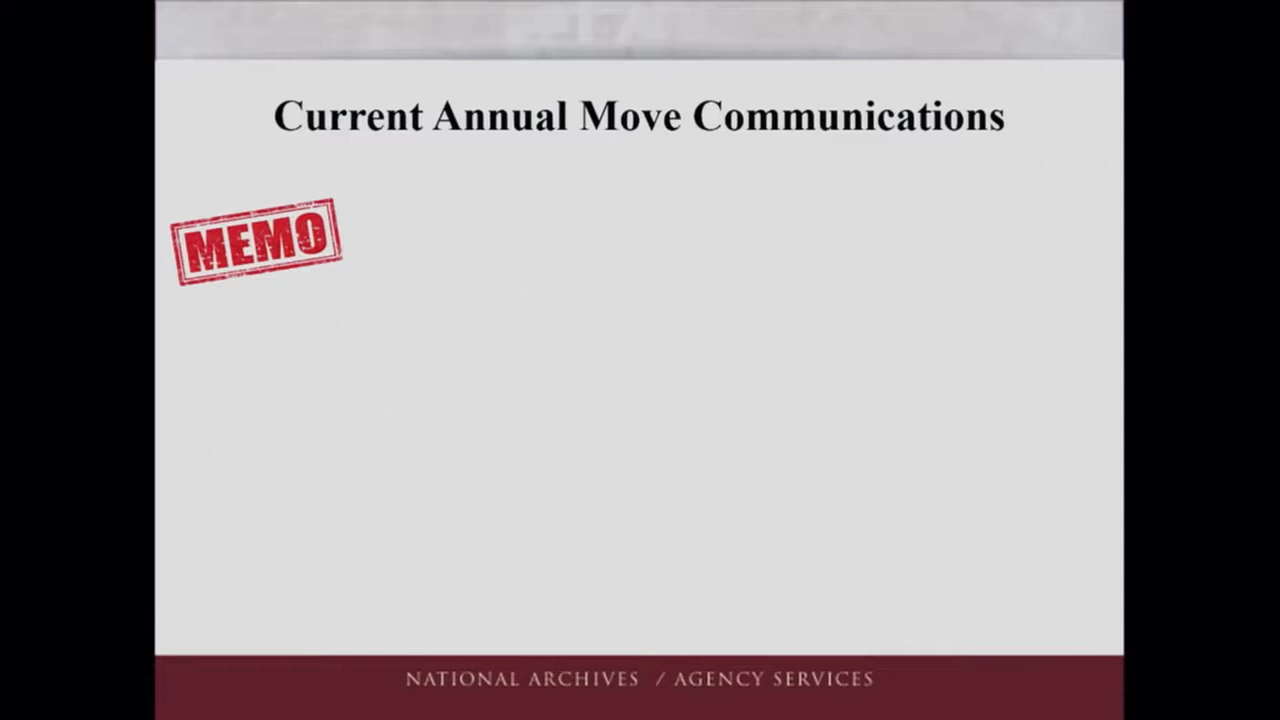 Current Annual Move Communications
MEMO
NATIONAL ARCHIVES / AGENCY SERVICES